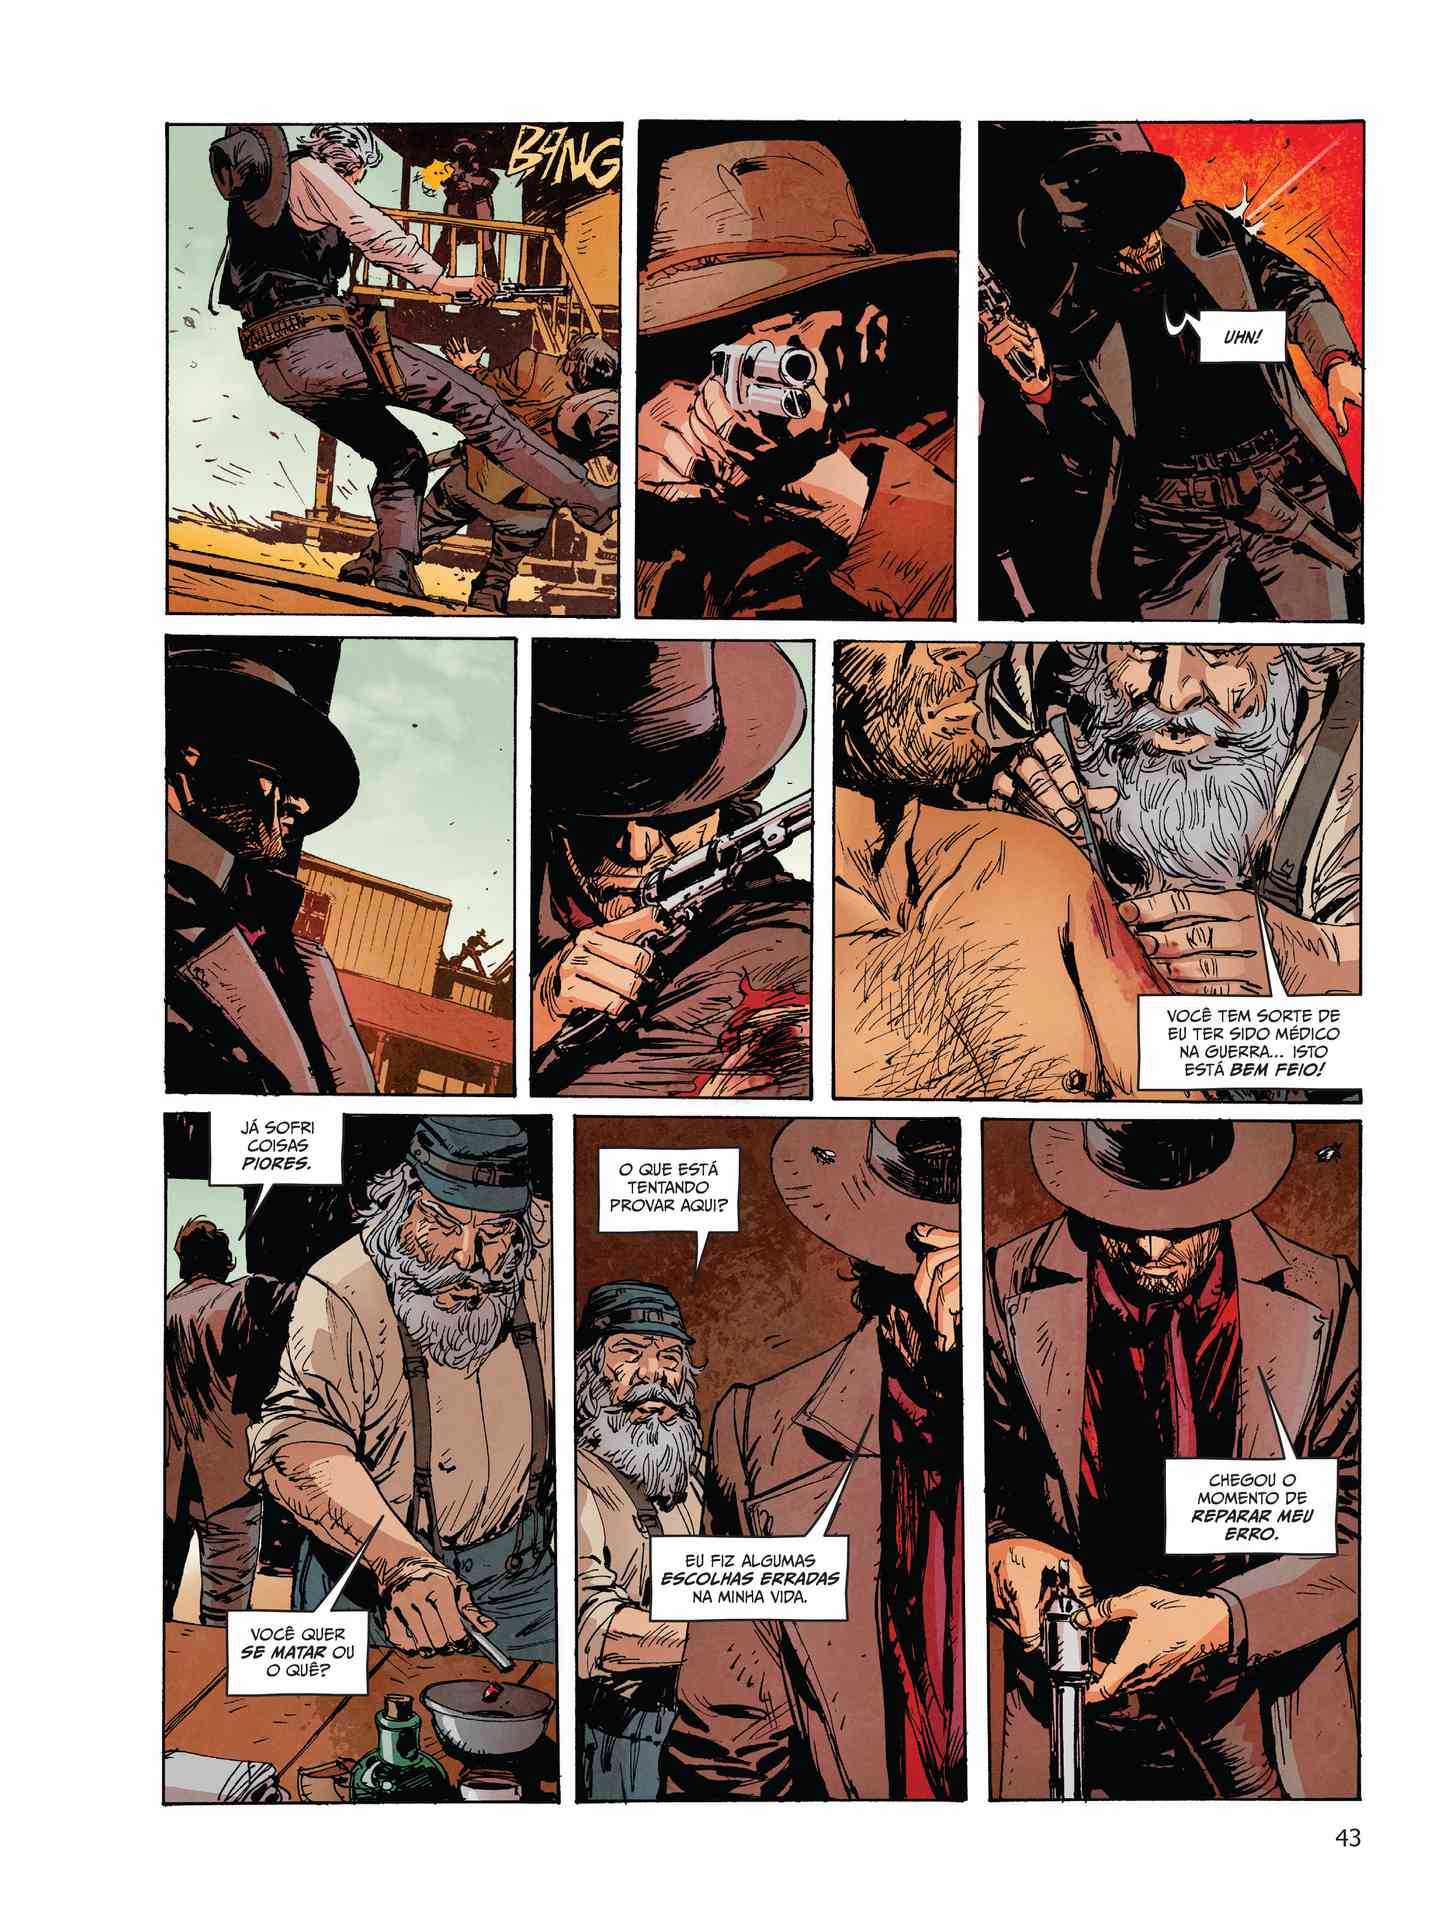 BANG
UHN!
VOCÊ TEM SORTE DE
EU TER SIDO MÉDICO
NA GUERRA... ISTO
ESTÁ BEM FEIO!
JÁ SOFRI
COISAS
PIORES.
VOCÊ QUER
SE MATAR OU
O QUÊ?
O QUE ESTÁ
TENTANDO
PROVAR AQUI?
EU FIZ ALGUMAS
ESCOLHAS ERRADAS
NA MINHA VIDA.
CHEGOU O
MOMENTO DE
REPARAR MEU
ERRO.
43